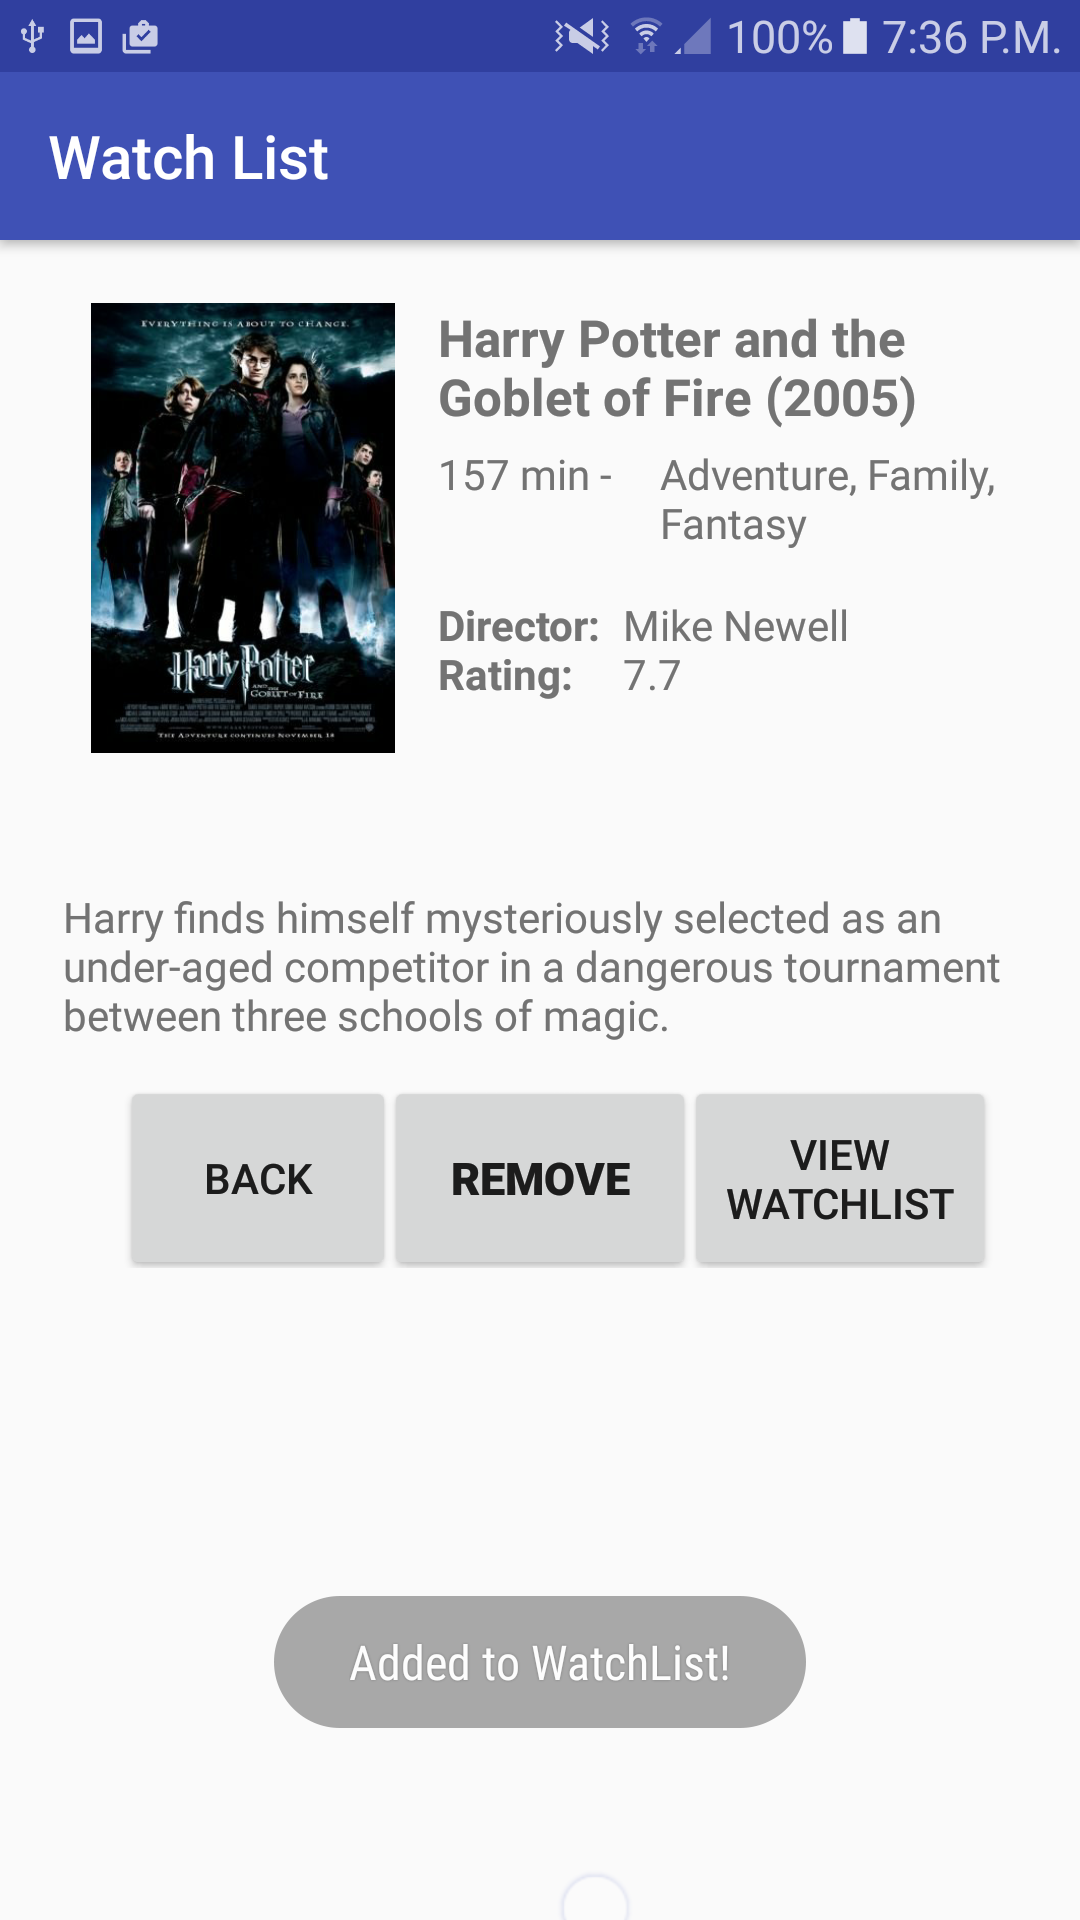 100% 7:36 P.M.
Watch List
EVERYTHING IS ABOUT TO CHANGE.
Harry Potter
AND THE
GOBLET OF FIRE
THE ADVENTURE CONTINUES NOVEMBER 18
Harry Potter and the
Goblet of Fire (2005)
157 min - Adventure, Family,
Fantasy
Director: Mike Newell
Rating: 7.7
Harry finds himself mysteriously selected as an
under-aged competitor in a dangerous tournament
between three schools of magic.
BACK
REMOVE
VIEW
WATCHLIST
Added to WatchList!